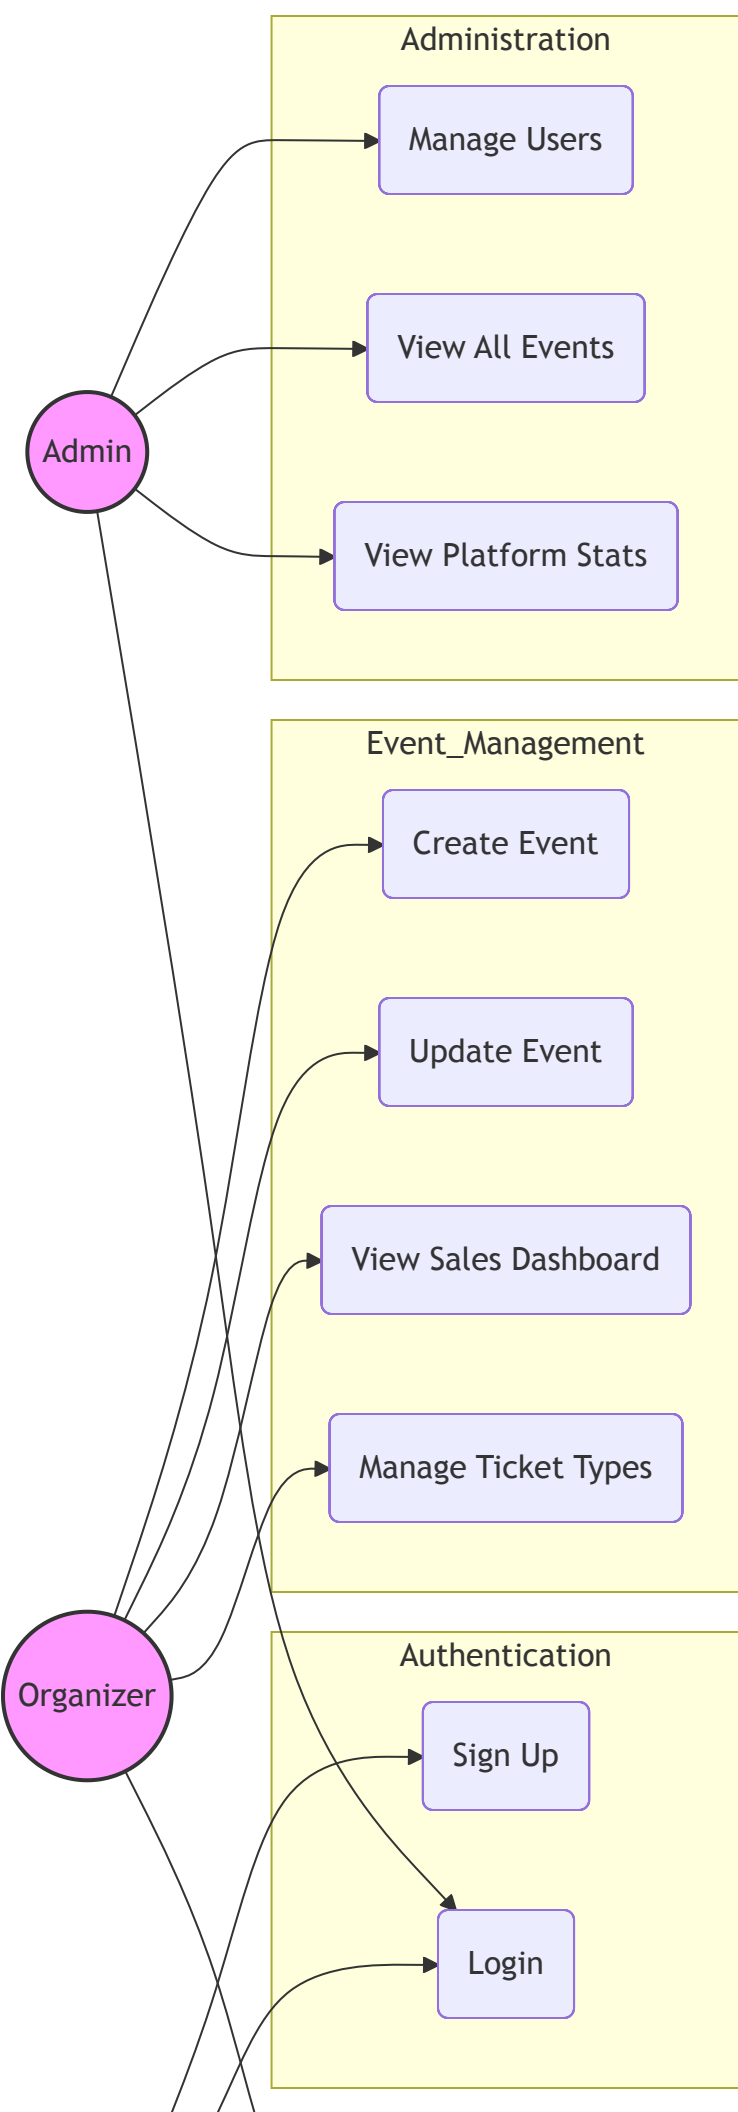 Administration
Manage Users
View All Events
Admin
View Platform Stats
Event_Management
Create Event
Update Event
View Sales Dashboard
Manage Ticket Types
Authentication
Organizer
Sign Up
Login